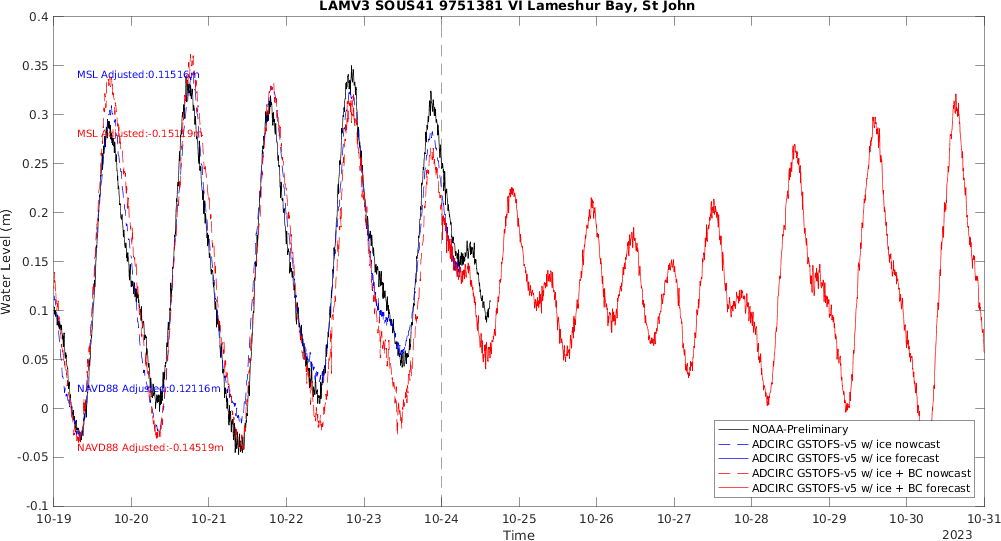 LAMV3 SOUS41 9751381 VI Lameshur Bay, St John
0.4
0.35
0.3
0.25
0.2
0.15
0.1
0.05
0
-0.05
-0.1
Water Level (m)
MSL Adjusted:0.11516m
MSL Adjusted:-0.15119m
NAVD88 Adjusted:0.12116m
NAVD88 Adjusted:-0.14519m
NOAA-Preliminary
ADCIRC GSTOFS-v5 w/ ice nowcast
ADCIRC GSTOFS-v5 w/ ice forecast
ADCIRC GSTOFS-v5 w/ ice + BC nowcast
ADCIRC GSTOFS-v5 w/ ice + BC forecast
10-19 10-20 10-21 10-22 10-23 10-24 10-25 10-26 10-27 10-28 10-29 10-30 10-31
Time
2023